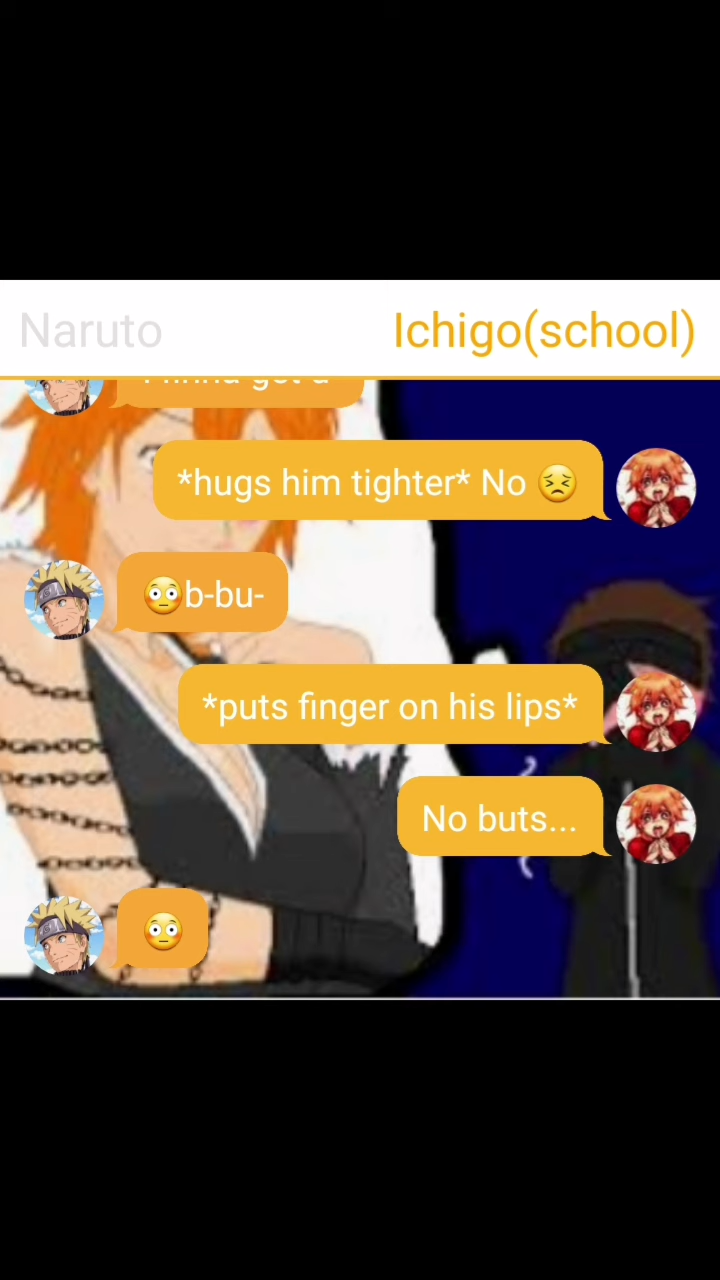 Naruto
Ichigo(school)
*hugs him tighter* No 😣
😳b-bu-
*puts finger on his lips*
No buts...
😳